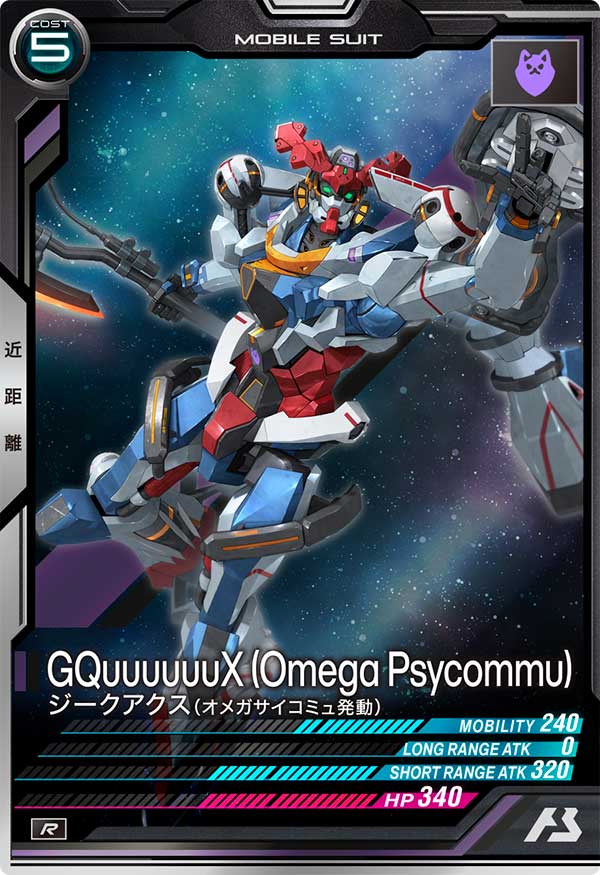 COST
5
MOBILE SUIT
近距離
GQuuuuuuX (Omega Psycommu)
ジークアクス(オメガサイコミュ発動)
MOBILITY 240
LONG RANGE ATK 0
SHORT RANGE ATK 320
HP 340
R